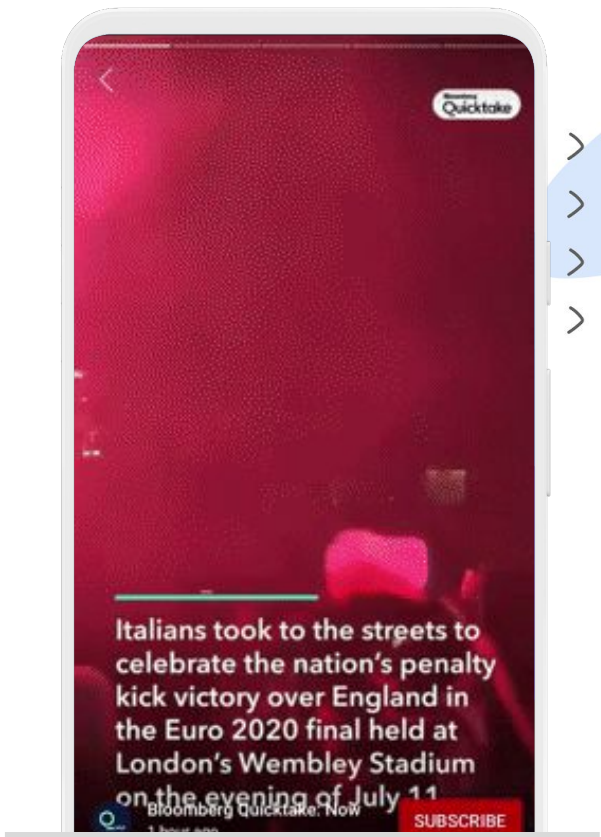 Bloomberg
Quicktake
Italians took to the streets to
celebrate the nation's penalty
kick victory over England in
the Euro 2020 final held at
London's Wembley Stadium
on the evening of July 11
Bloomberg Quicktake: Now
SUBSCRIBE
1 hour ago